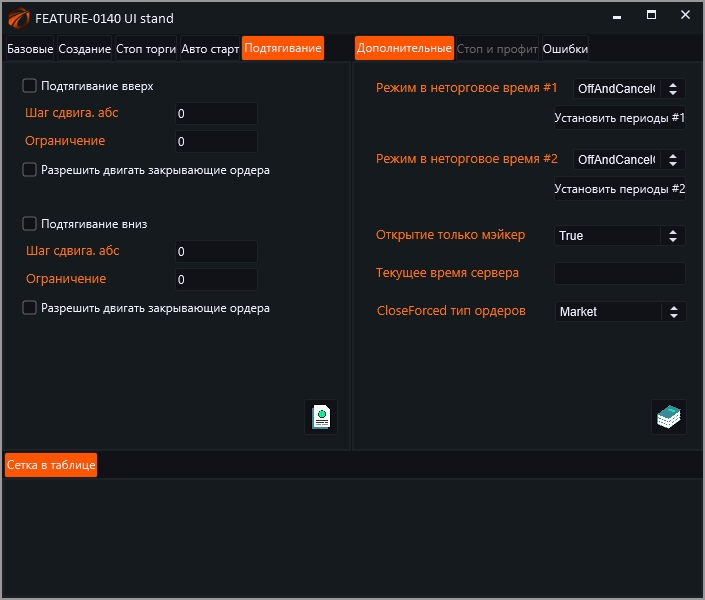 FEATURE-0140 UI stand
Базовые Создание Стоп торги Авто старт Подтягивание
Подтягивание вверх
Шаг сдвига. абс 0
Ограничение 0
Разрешить двигать закрывающие ордера
Подтягивание вниз
Шаг сдвига. абс 0
Ограничение 0
Разрешить двигать закрывающие ордера
Дополнительные Стоп и профит Ошибки
Режим в неторговое время #1 OffAndCancel
Установить периоды #1
Режим в неторговое время #2 OffAndCancel
Установить периоды #2
Открытие только мэйкер True
Текущее время сервера
CloseForced тип ордеров Market
Сетка в таблице